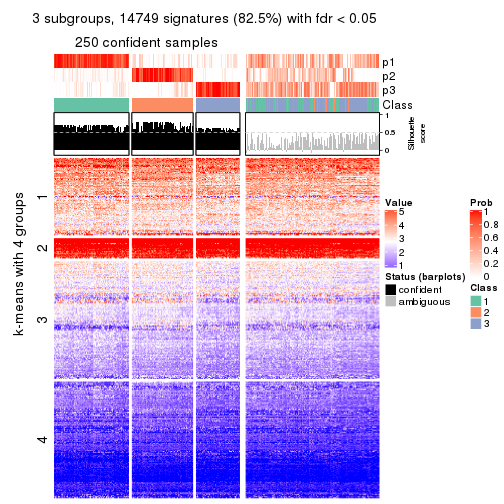 3 subgroups, 14749 signatures (82.5%) with fdr < 0.05
250 confident samples
p1
p2
p3
Class
1
0.5
0
Silhouette
score
k-means with 4 groups
1
2
3
4
Value
5
4
3
2
1
Status (barplots)
confident
ambiguous
Prob
1
0.8
0.6
0.4
0.2
0
Class
1
2
3